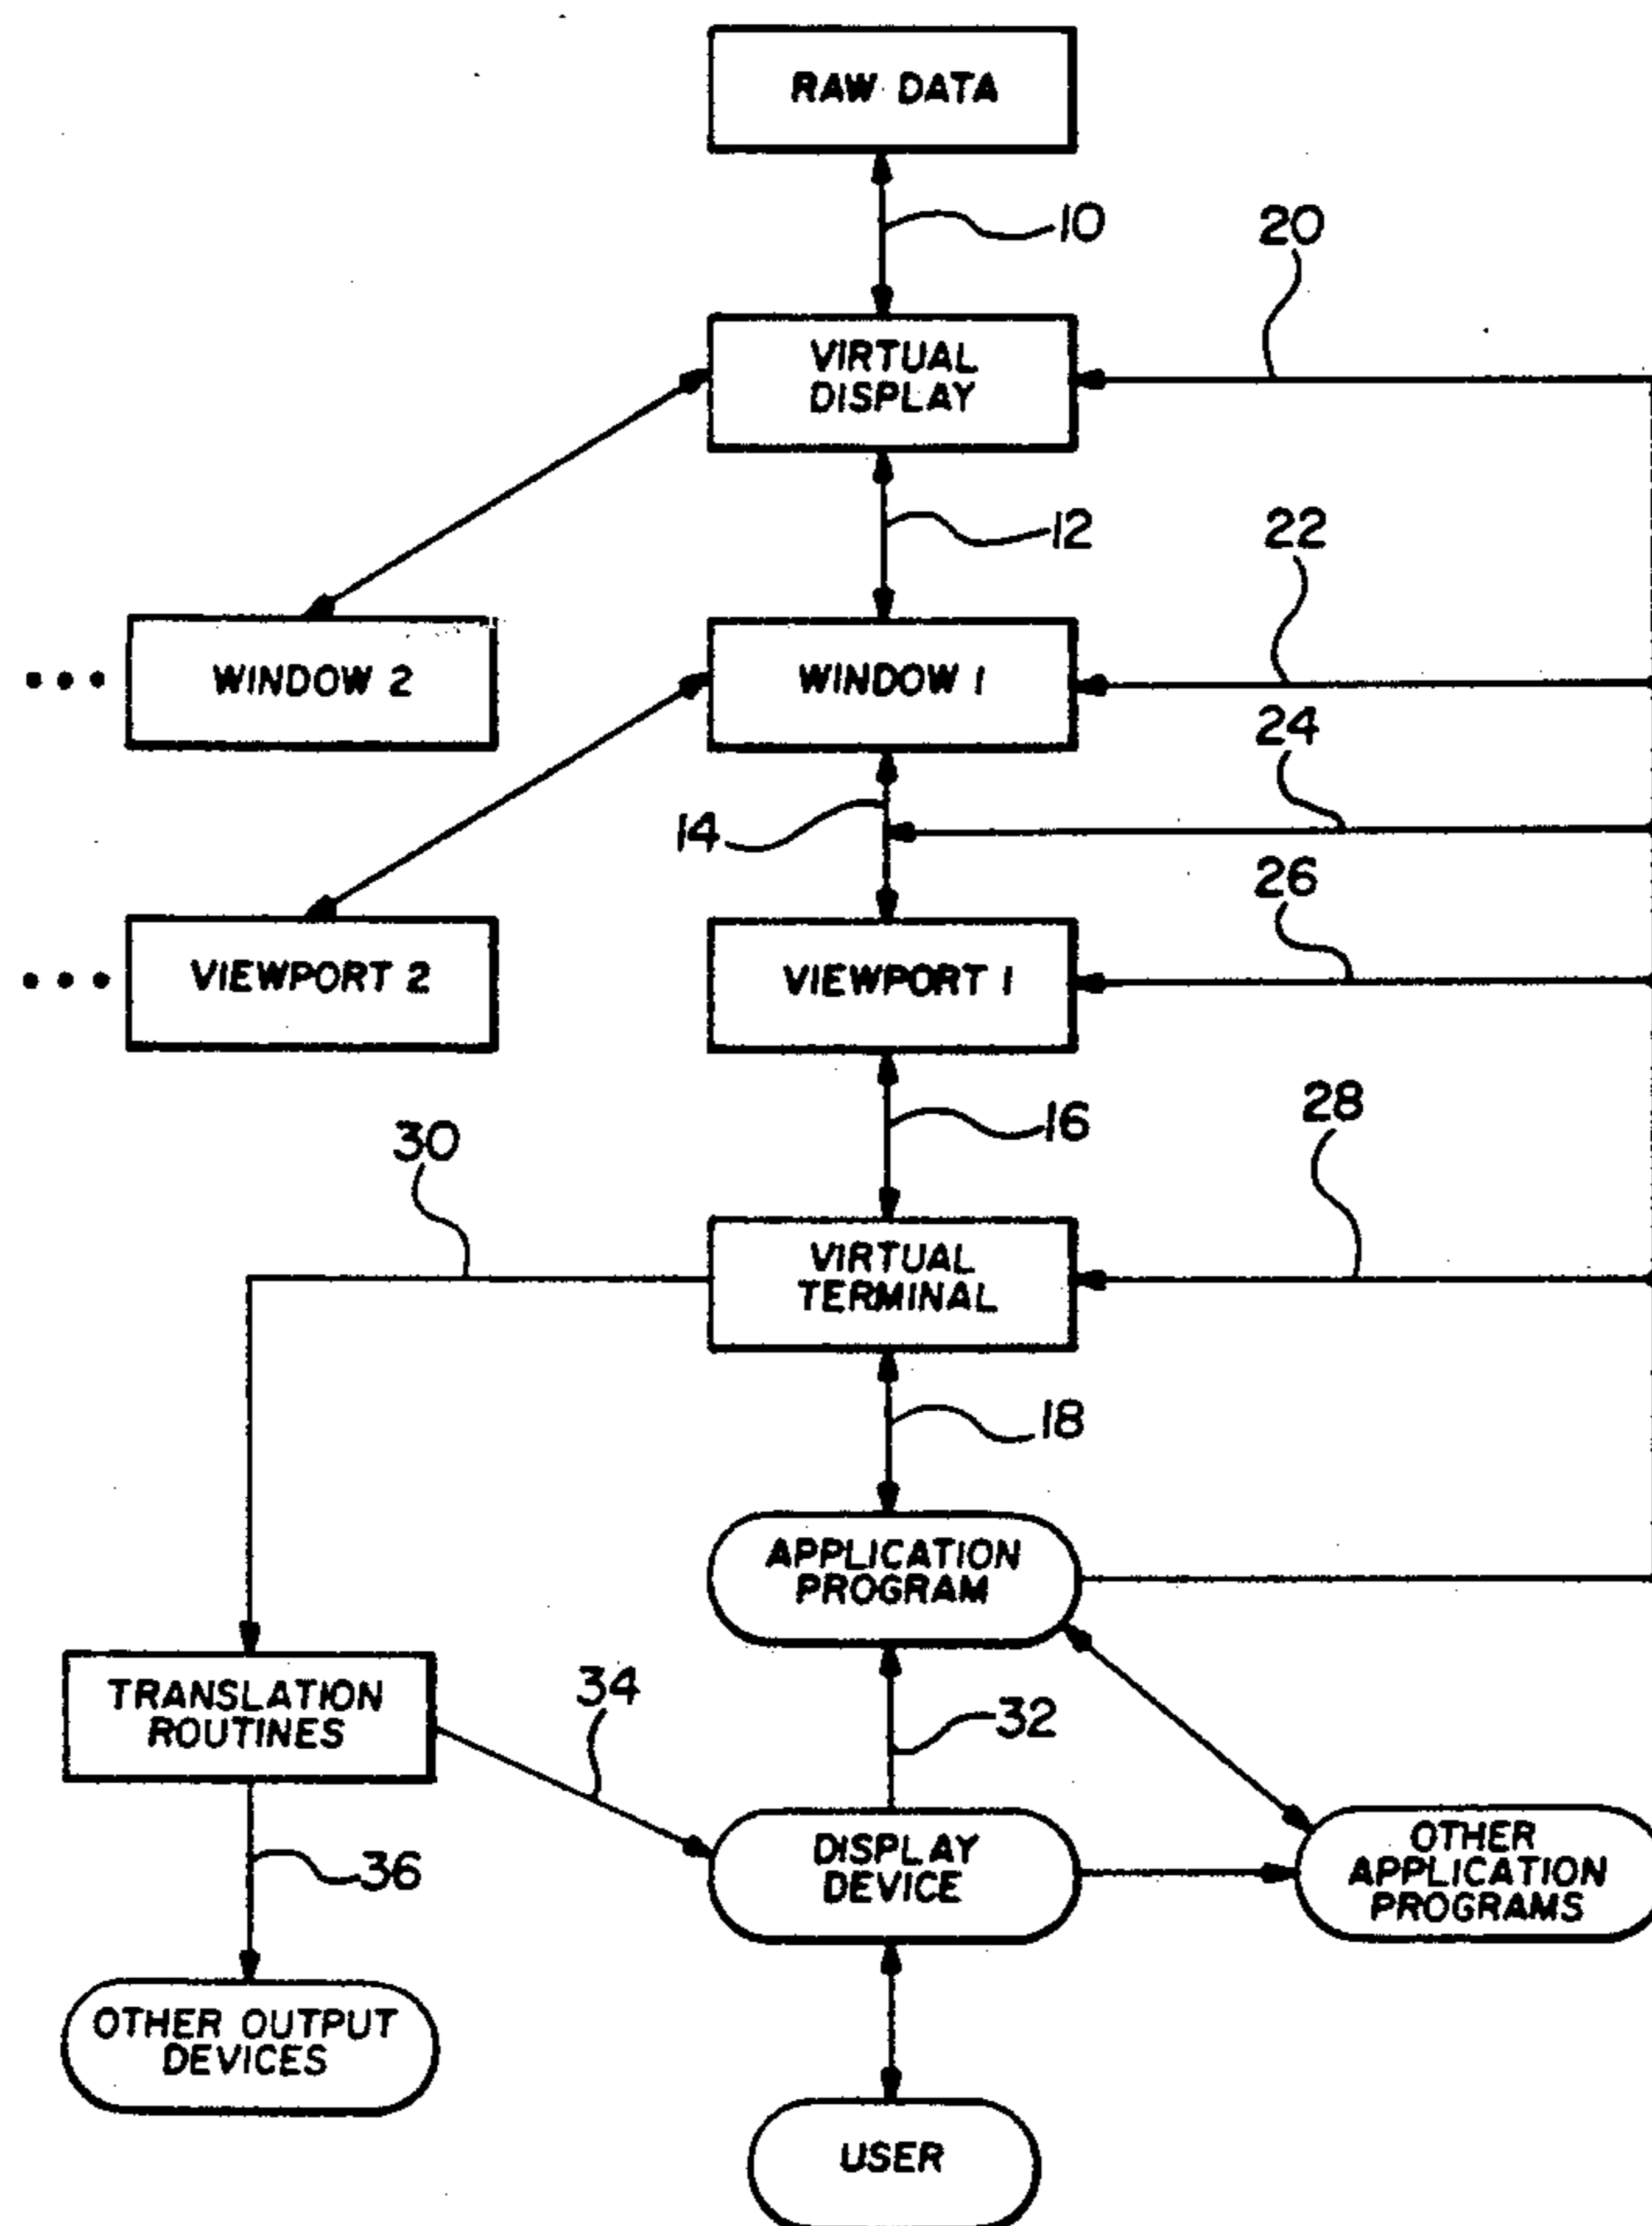 RAW DATA
10
20
VIRTUAL
DISPLAY
12
22
WINDOW 2
WINDOW 1
24
14
26
VIEWPORT 2
VIEWPORT 1
16
28
30
VIRTUAL
TERMINAL
18
APPLICATION
PROGRAM
TRANSLATION
ROUTINES
34
32
36
DISPLAY
DEVICE
OTHER
APPLICATION
PROGRAMS
OTHER OUTPUT
DEVICES
USER